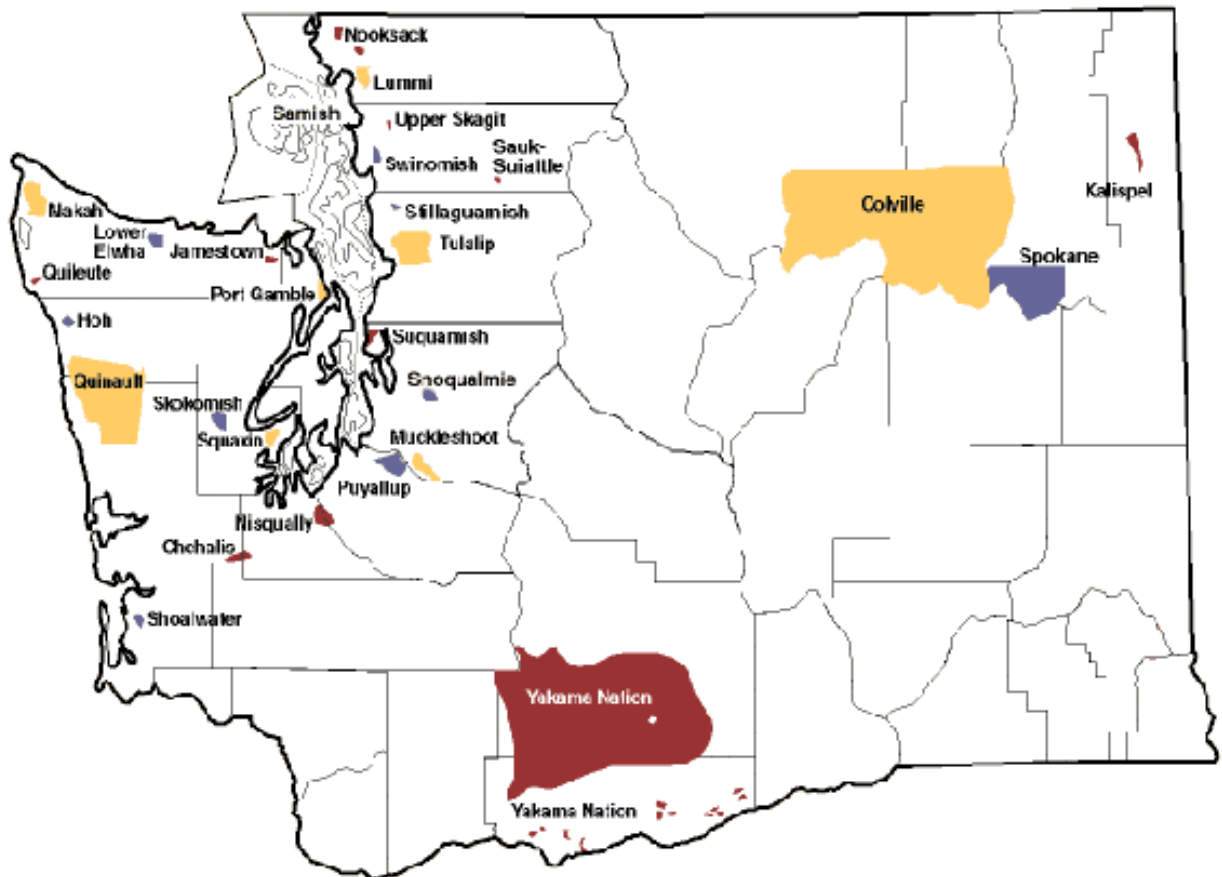 Nooksack
Lummi
Samish
Upper Skagit
Sauk-
Suiattle
Swinomish
Kalispel
Makah
Colville
Stillaguamish
Lower
Elwha
Tulalip
Jamestown
Spokane
Quileute
Port Gamble
Hoh
Suquamish
Quinault
Snoqualmie
Skokomish
Squaxin
Muckleshoot
Puyallup
Nisqually
Chehalis
Shoalwater
Yakama Nation
Yakama Nation